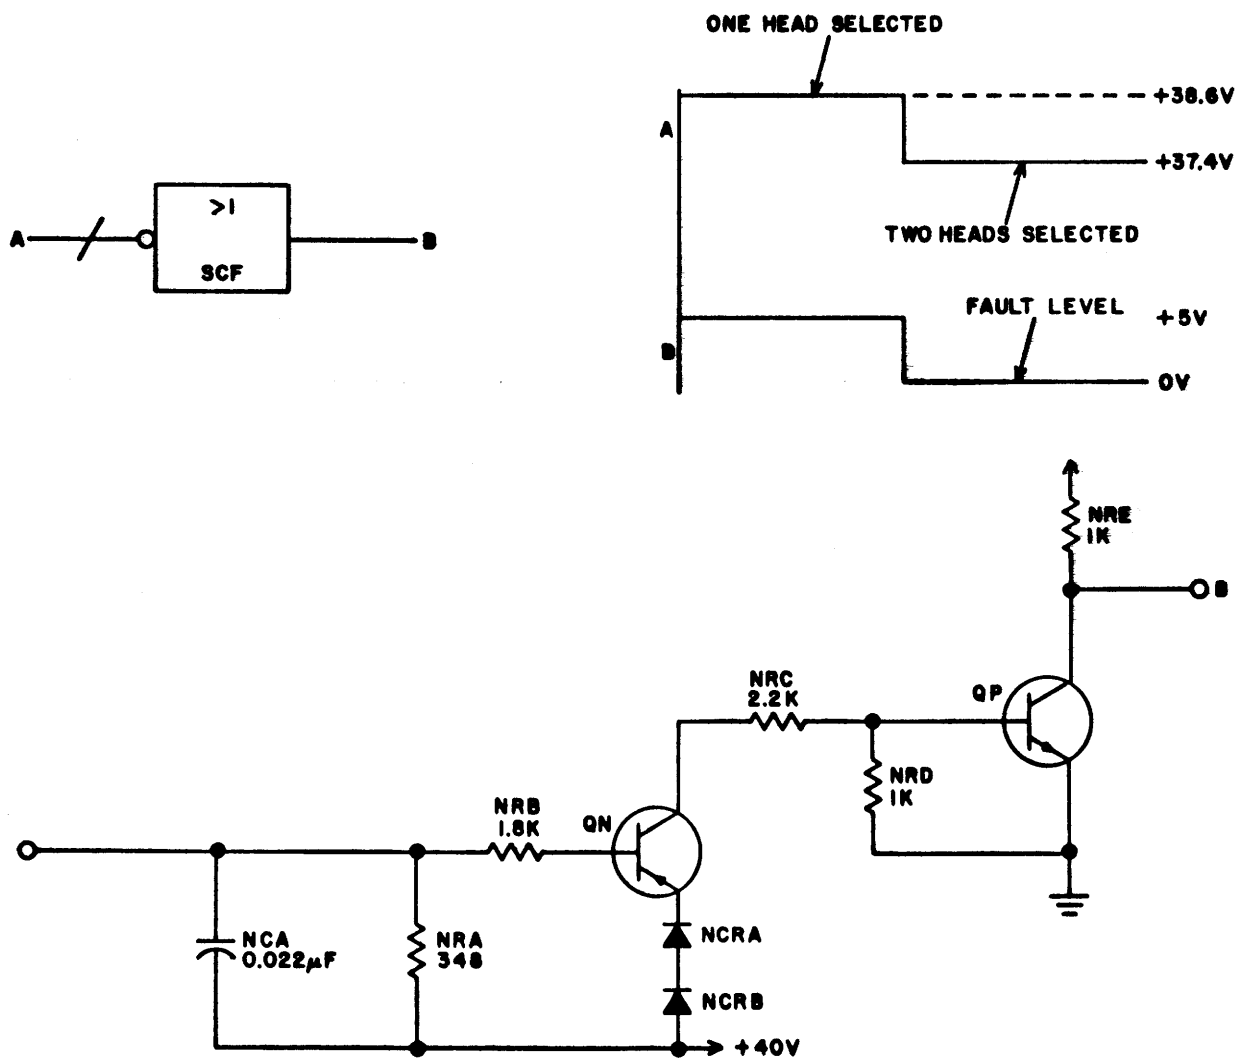 ONE HEAD SELECTED
+38.6V
A
+37.4V
>1
TWO HEADS SELECTED
A
B
SCF
FAULT LEVEL
+5V
B
0V
NRE
1K
B
NRC
2.2K
QP
NRD
1K
NRB
1.8K
QN
NCA
0.022µF
NRA
348
NCRA
NCRB
+40V